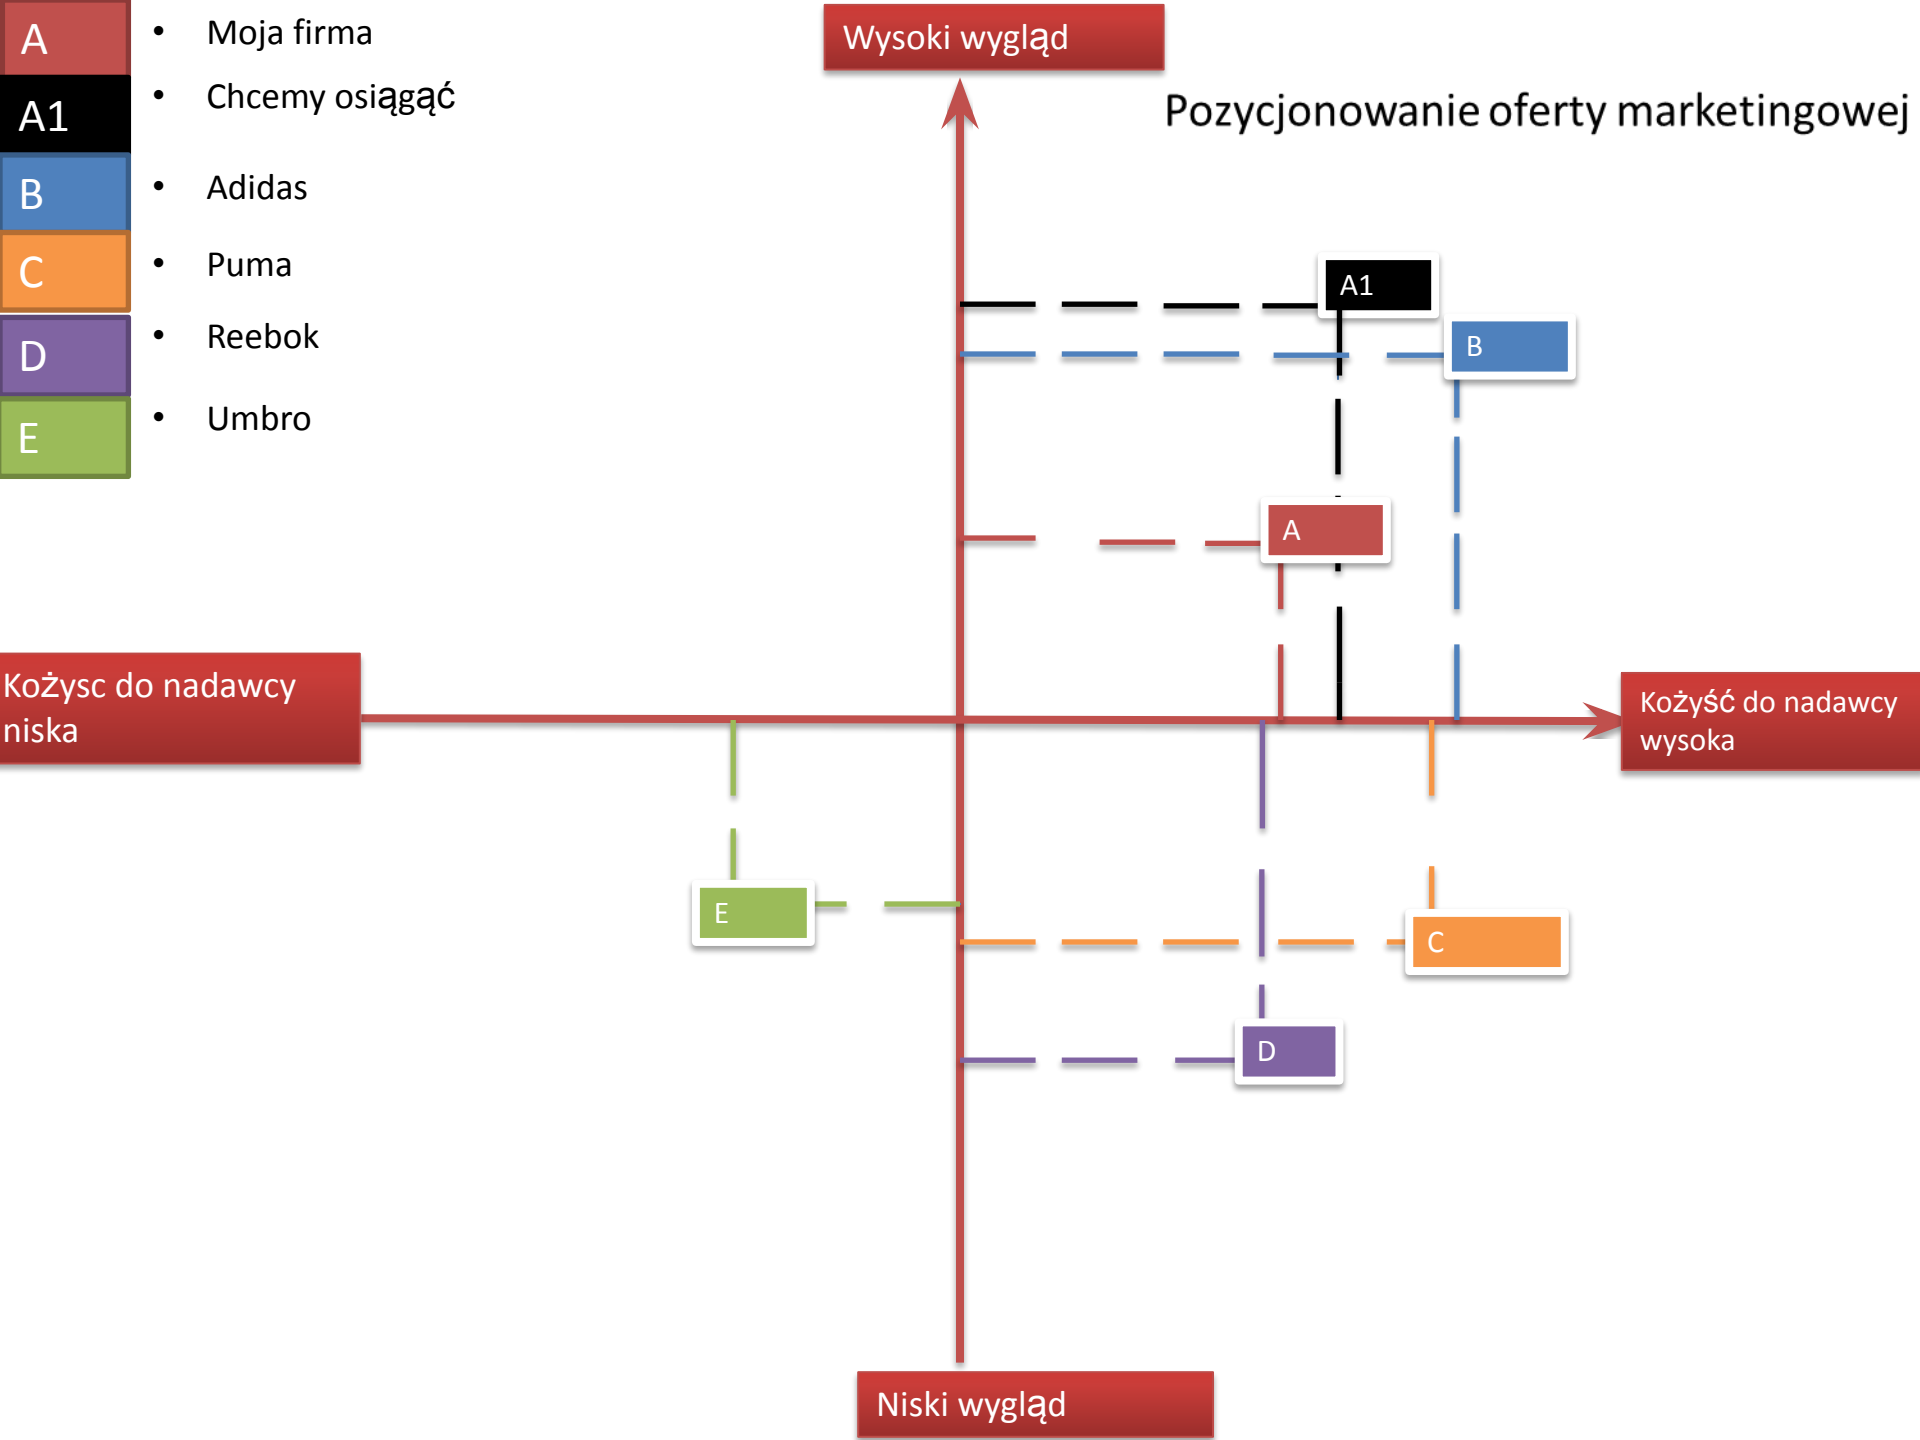 A
• Moja firma
A1
• Chcemy osiągąć
B
• Adidas
C
• Puma
D
• Reebok
E
• Umbro
Wysoki wygląd
Pozycjonowanie oferty marketingowej
A1
B
A
Kożysc do nadawcy
niska
Kożyść do nadawcy
wysoka
E
C
D
Niski wygląd